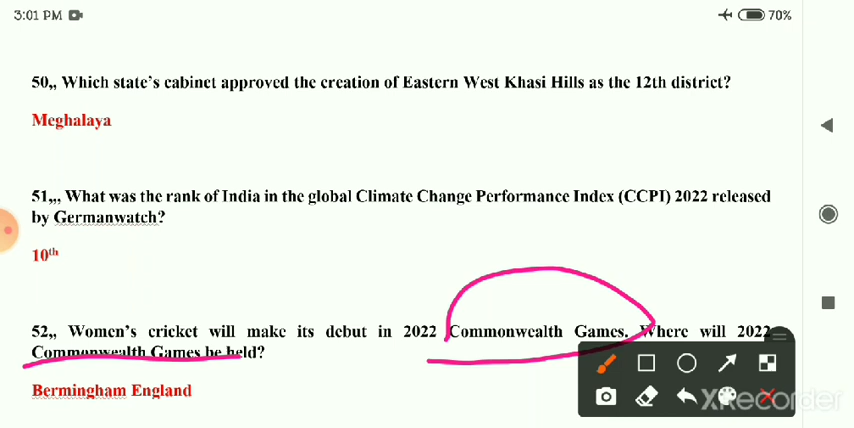 3:01 PM
70%
50,, Which state's cabinet approved the creation of Eastern West Khasi Hills as the 12th district?
Meghalaya
51,,, What was the rank of India in the global Climate Change Performance Index (CCPI) 2022 released
by Germanwatch?
10th
52,, Women's cricket will make its debut in 2022 Commonwealth Games. Where will 2022
Commonwealth Games be held?
Bermingham England
XRecorder